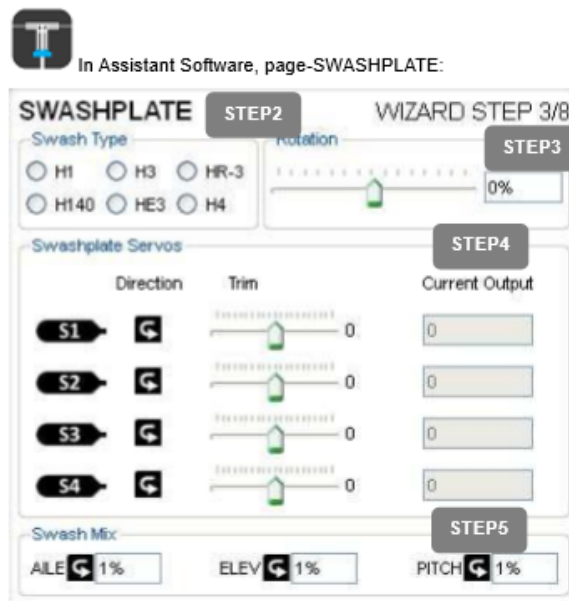 In Assistant Software, page-SWASHPLATE:
SWASHPLATE STEP2 WIZARD STEP 3/8
Swash Type Rotation STEP3
H1 H3 HR-3 0%
H140 HE3 H4
Swashplate Servos STEP4
Direction Trim Current Output
S1 0 0
S2 0 0
S3 0 0
S4 0 0
Swash Mix STEP5
AILE 1% ELEV 1% PITCH 1%